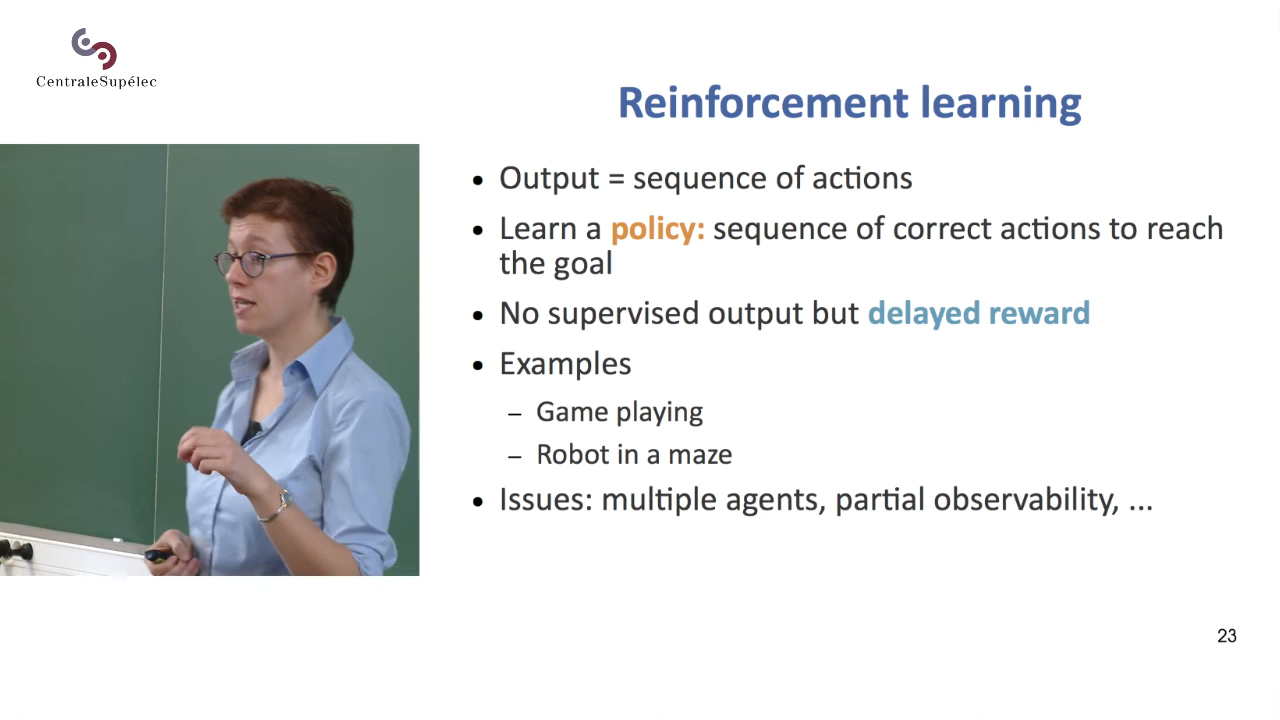 CentraleSupélec
Reinforcement learning
• Output = sequence of actions
• Learn a policy: sequence of correct actions to reach
the goal
• No supervised output but delayed reward
• Examples
– Game playing
– Robot in a maze
• Issues: multiple agents, partial observability, ...
23